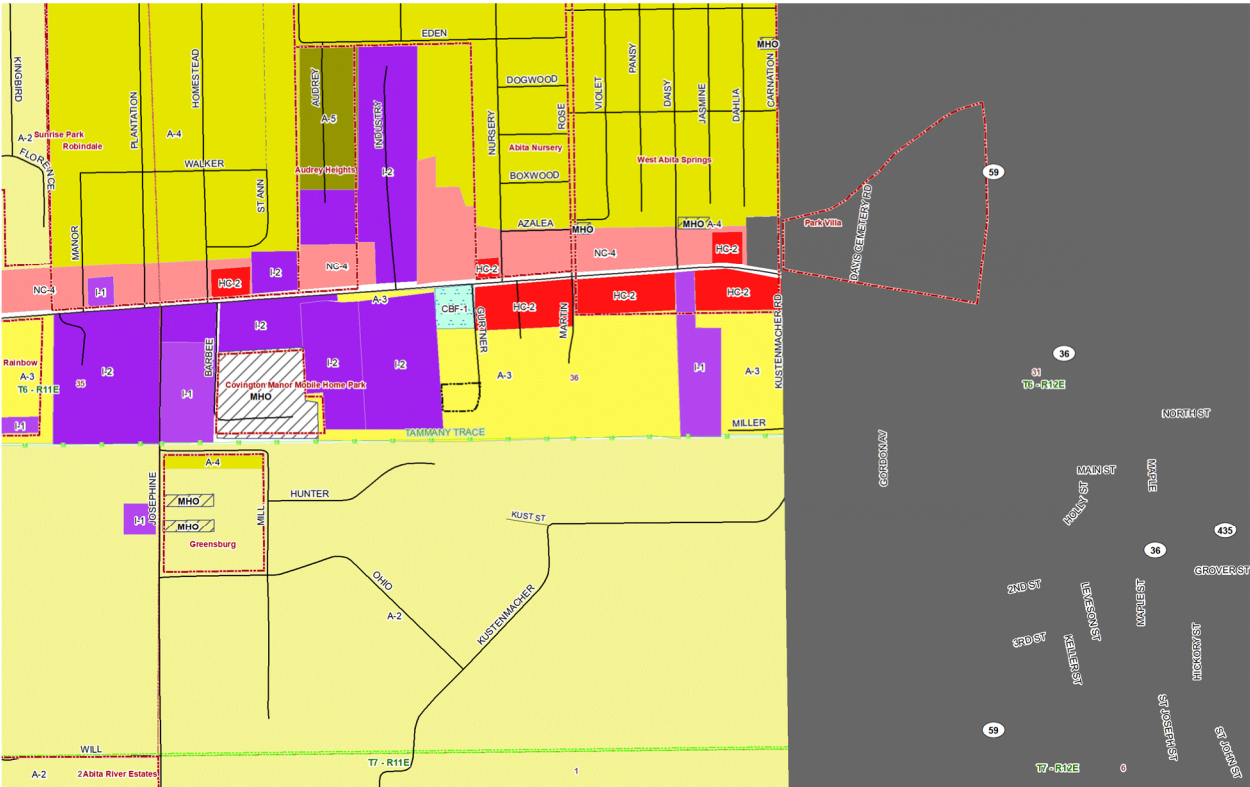 EDEN
MHO
KINGBIRD
PLANTATION
HOMESTEAD
AUDREY
INDUSTRY
DOGWOOD
NURSERY
ROSE
VIOLET
PANSY
DAISY
JASMINE
DAHLIA
CARNATION
A-2
Sunrise Park
Robindale
A-4
A-5
Abita Nursery
West Abita Springs
FLORENCE
WALKER
Audrey Heights
I-2
BOXWOOD
59
ST ANN
AZALEA
MHO
MHO
A-4
Park Villa
DAVIS CEMETERY RD
MANOR
NC-4
I-1
HC-2
I-2
NC-4
HC-2
NC-4
HC-2
A-3
CBF-1
HC-2
HC-2
HC-2
I-2
GURTNER
MARTIN
KUSTENMACHER RD
BARBEE
Rainbow
A-3
T6 - R11E
35
I-2
I-1
I-2
I-2
Covington Manor Mobile Home Park
MHO
A-3
36
I-1
A-3
36
31
T6 - R12E
I-1
TAMMANY TRACE
MILLER
NORTH ST
GORDON AV
A-4
JOSEPHINE
MHO
I-1
MHO
MILL
HUNTER
Greensburg
KUST ST
MAIN ST
HOLLY ST
MAPLE
435
36
GROVER ST
OHIO
A-2
KUSTENMACHER
2ND ST
3RD ST
LEVESON ST
KELLER ST
MAPLE ST
HICKORY ST
WILL
A-2
2
Abita River Estates
T7 - R11E
1
59
ST JOSEPH ST
ST JOHN ST
T7 - R12E
6